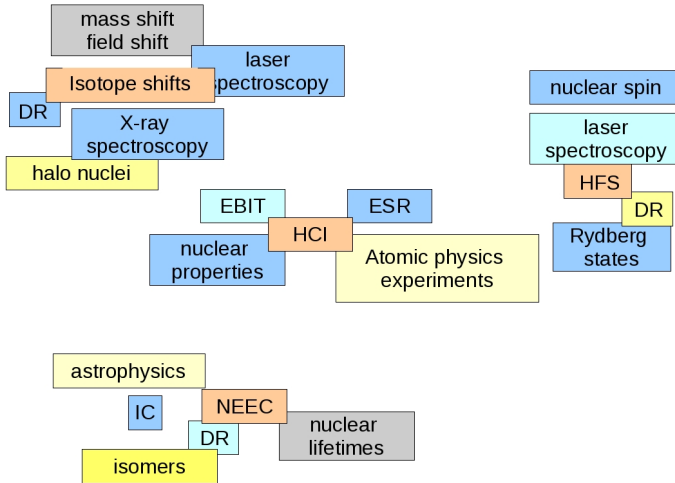 mass shift
field shift
laser
spectroscopy
Isotope shifts
DR
X-ray
spectroscopy
halo nuclei
nuclear spin
laser
spectroscopy
HFS
DR
Rydberg
states
EBIT
ESR
HCI
nuclear
properties
Atomic physics
experiments
astrophysics
IC
NEEC
DR
nuclear
lifetimes
isomers